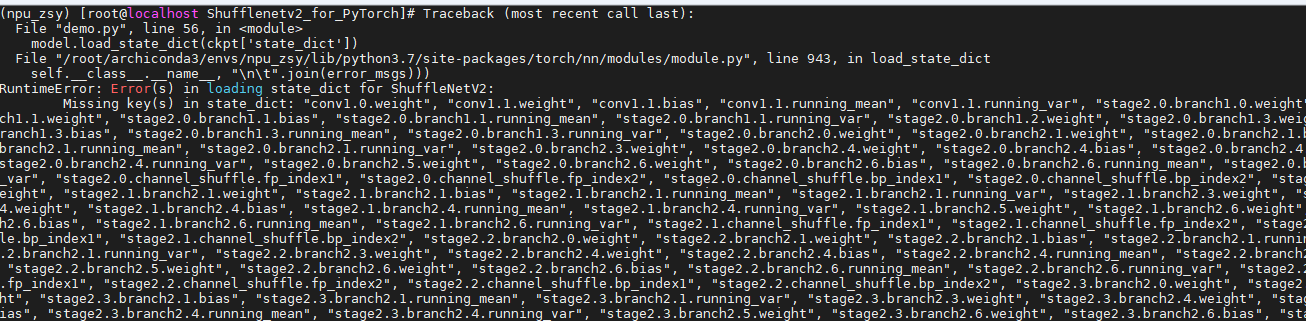 (npu_zsy) [root@localhost Shufflenetv2_for_PyTorch]# Traceback (most recent call last):
File "demo.py", line 56, in <module>
model.load_state_dict(ckpt['state_dict'])
File "/root/archiconda3/envs/npu_zsy/lib/python3.7/site-packages/torch/nn/modules/module.py", line 943, in load_state_dict
self.__class__.__name__, "\n\t".join(error_msgs)))
RuntimeError: Error(s) in loading state_dict for ShuffleNetV2:
Missing key(s) in state_dict: "conv1.0.weight", "conv1.1.weight", "conv1.1.bias", "conv1.1.running_mean", "conv1.1.running_var", "stage2.0.branch1.0.weight"
ch1.1.weight", "stage2.0.branch1.1.bias", "stage2.0.branch1.1.running_mean", "stage2.0.branch1.1.running_var", "stage2.0.branch1.2.weight", "stage2.0.branch1.3.weig
ranch1.3.bias", "stage2.0.branch1.3.running_mean", "stage2.0.branch1.3.running_var", "stage2.0.branch2.0.weight", "stage2.0.branch2.1.weight", "stage2.0.branch2.1.b
branch2.1.running_mean", "stage2.0.branch2.1.running_var", "stage2.0.branch2.3.weight", "stage2.0.branch2.4.weight", "stage2.0.branch2.4.bias", "stage2.0.branch2.4
stage2.0.branch2.4.running_var", "stage2.0.branch2.5.weight", "stage2.0.branch2.6.weight", "stage2.0.branch2.6.bias", "stage2.0.branch2.6.running_mean", "stage2.0.b
_var", "stage2.0.channel_shuffle.fp_index1", "stage2.0.channel_shuffle.fp_index2", "stage2.0.channel_shuffle.bp_index1", "stage2.0.channel_shuffle.bp_index2", "stag
eight", "stage2.1.branch2.1.weight", "stage2.1.branch2.1.bias", "stage2.1.branch2.1.running_mean", "stage2.1.branch2.1.running_var", "stage2.1.branch2.3.weight", "s
4.weight", "stage2.1.branch2.4.bias", "stage2.1.branch2.4.running_mean", "stage2.1.branch2.4.running_var", "stage2.1.branch2.5.weight", "stage2.1.branch2.6.weight"
h2.6.bias", "stage2.1.branch2.6.running_mean", "stage2.1.branch2.6.running_var", "stage2.1.channel_shuffle.fp_index1", "stage2.1.channel_shuffle.fp_index2", "stage2
le.bp_index1", "stage2.1.channel_shuffle.bp_index2", "stage2.2.branch2.0.weight", "stage2.2.branch2.1.weight", "stage2.2.branch2.1.bias", "stage2.2.branch2.1.runnin
.2.branch2.1.running_var", "stage2.2.branch2.3.weight", "stage2.2.branch2.4.weight", "stage2.2.branch2.4.bias", "stage2.2.branch2.4.running_mean", "stage2.2.branch2
"stage2.2.branch2.5.weight", "stage2.2.branch2.6.weight", "stage2.2.branch2.6.bias", "stage2.2.branch2.6.running_mean", "stage2.2.branch2.6.running_var", "stage2.2
.fp_index1", "stage2.2.channel_shuffle.fp_index2", "stage2.2.channel_shuffle.bp_index1", "stage2.2.channel_shuffle.bp_index2", "stage2.3.branch2.0.weight", "stage2
ht", "stage2.3.branch2.1.bias", "stage2.3.branch2.1.running_mean", "stage2.3.branch2.1.running_var", "stage2.3.branch2.3.weight", "stage2.3.branch2.4.weight", "stag
ias", "stage2.3.branch2.4.running_mean", "stage2.3.branch2.4.running_var", "stage2.3.branch2.5.weight", "stage2.3.branch2.6.weight", "stage2.3.branch2.6.bias", "sta